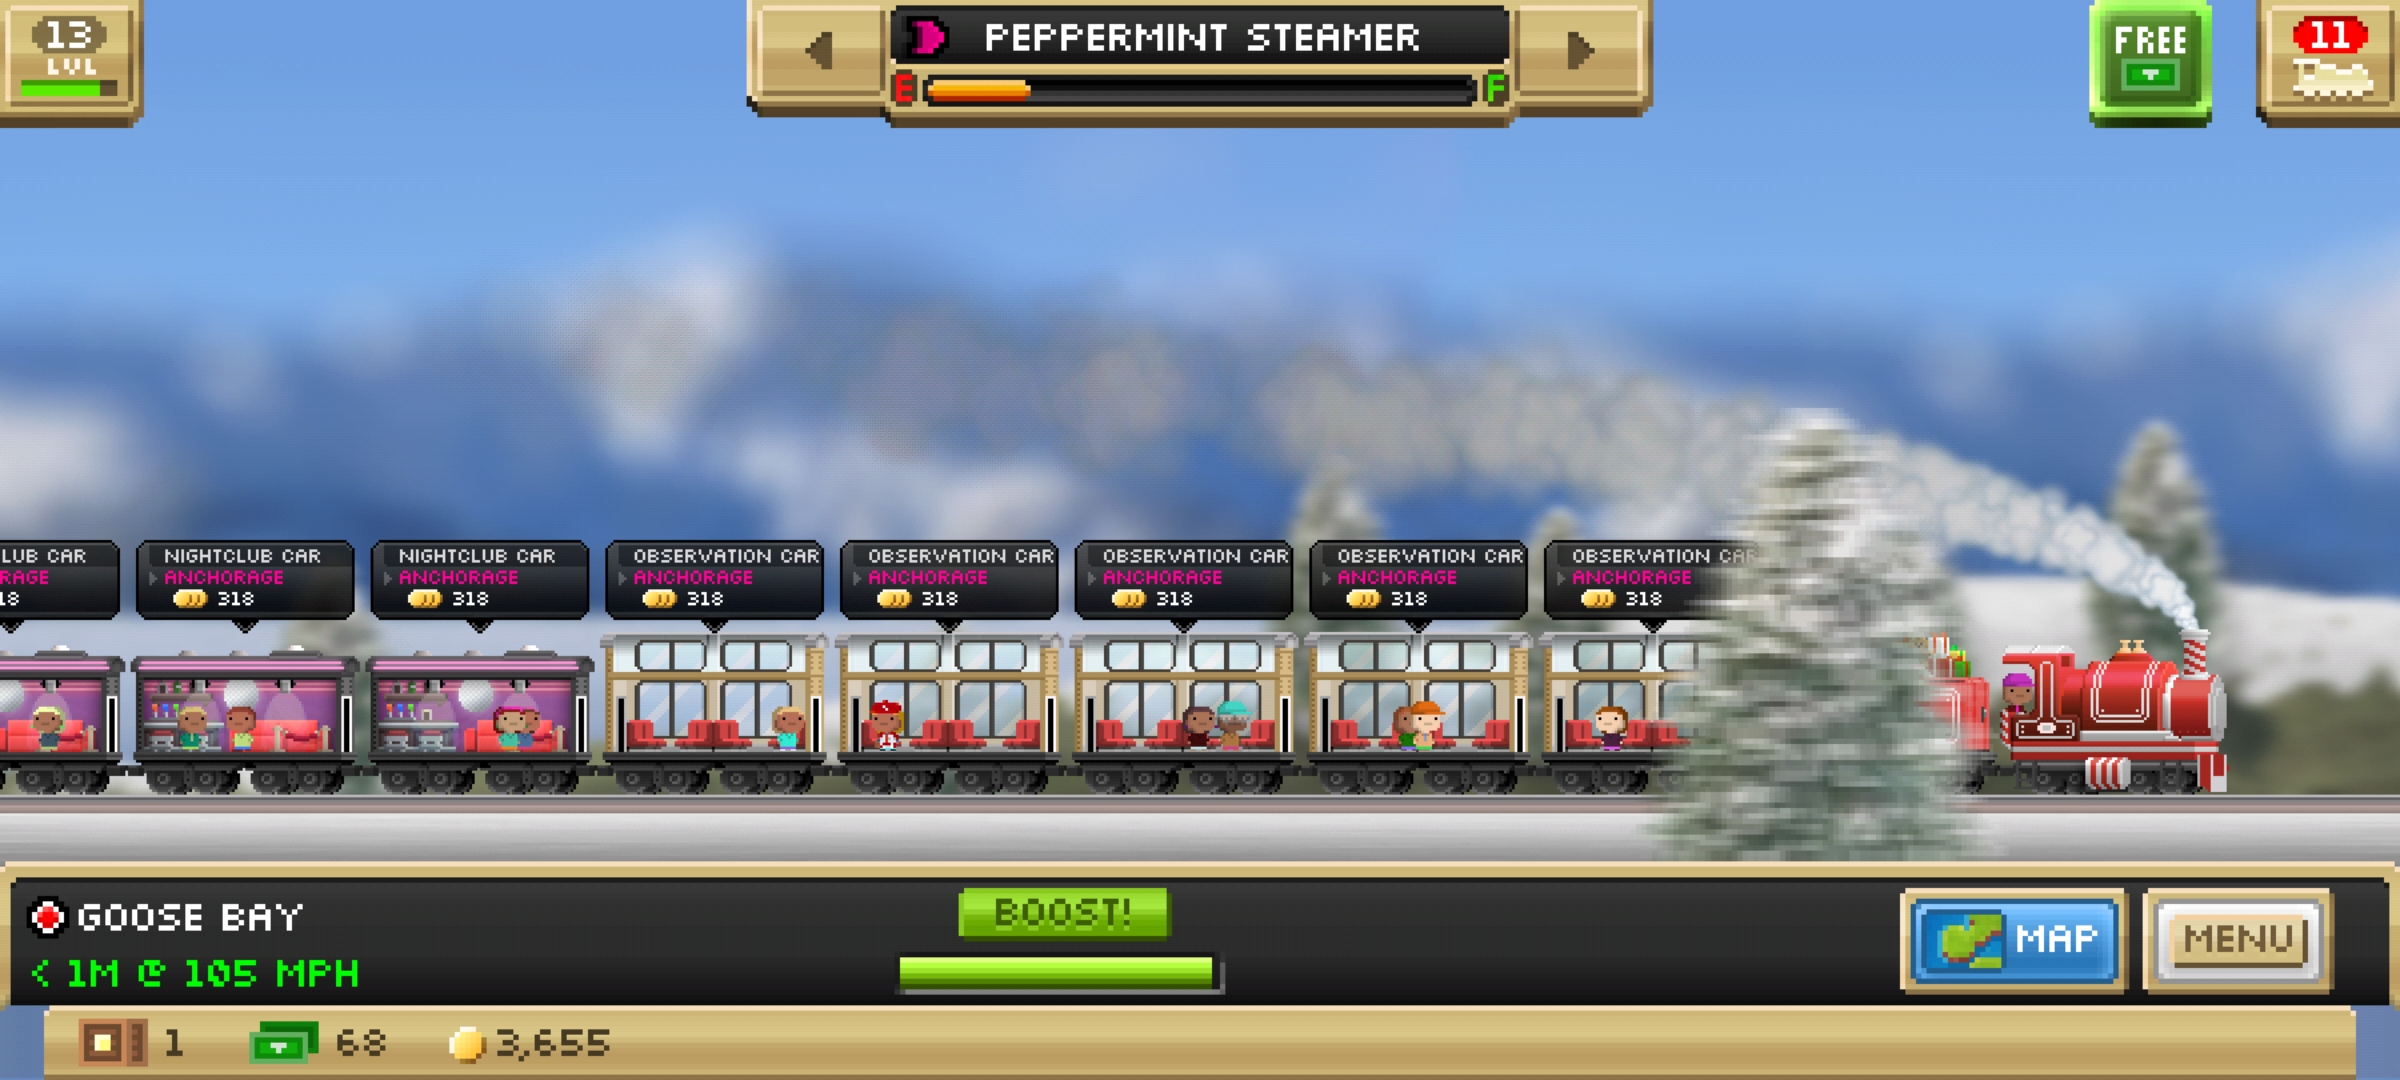 13
LVL
PEPPERMINT STEAMER
E
F
FREE
11
LUB CAR
RAGE
18
NIGHTCLUB CAR
ANCHORAGE
318
NIGHTCLUB CAR
ANCHORAGE
318
OBSERVATION CAR
ANCHORAGE
318
OBSERVATION CAR
ANCHORAGE
318
OBSERVATION CAR
ANCHORAGE
318
OBSERVATION CAR
ANCHORAGE
318
OBSERVATION CAR
ANCHORAGE
318
GOOSE BAY
< 1M @ 105 MPH
BOOST!
MAP
MENU
1
68
3,655